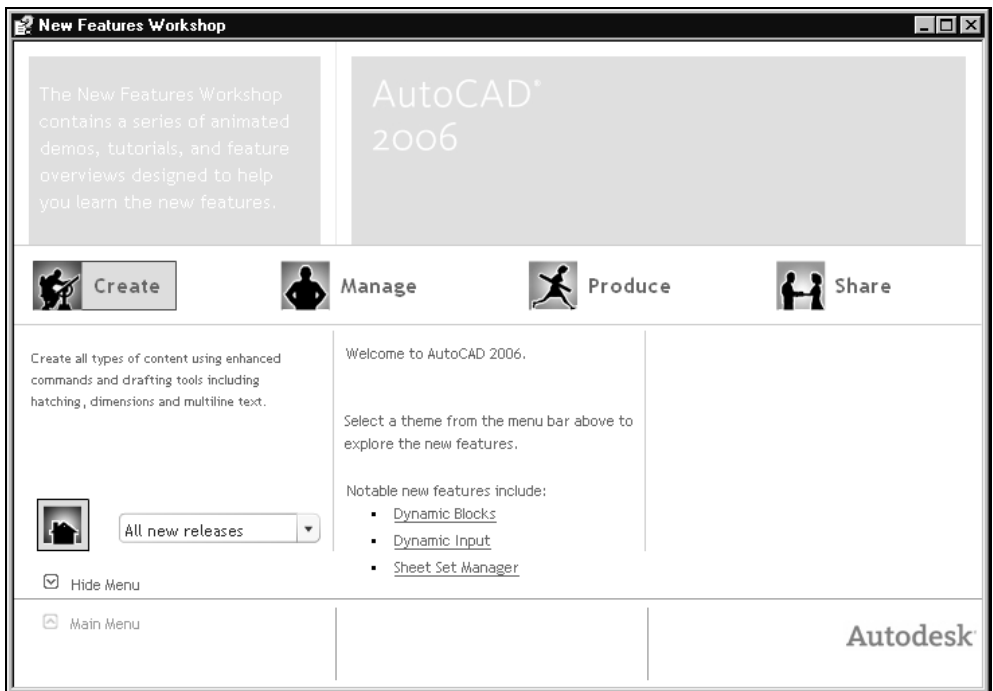 New Features Workshop
The New Features Workshop
contains a series of animated
demos, tutorials, and feature
overviews designed to help
you learn the new features.
AutoCAD®
2006
Create
Manage
Produce
Share
Create all types of content using enhanced
commands and drafting tools including
hatching, dimensions and multiline text.
All new releases
Hide Menu
Main Menu
Welcome to AutoCAD 2006.
Select a theme from the menu bar above to
explore the new features.
Notable new features include:
▪ Dynamic Blocks
▪ Dynamic Input
▪ Sheet Set Manager
Autodesk